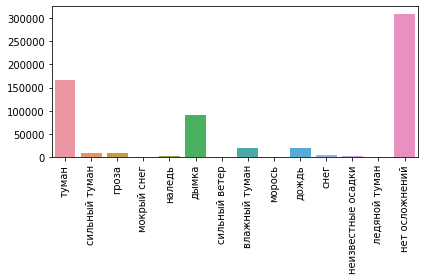 300000
250000
200000
150000
100000
50000
0
туман
сильный туман
гроза
мокрый снег
наледь
дымка
сильный ветер
влажный туман
морось
дождь
снег
неизвестные осадки
ледяной туман
нет осложнений